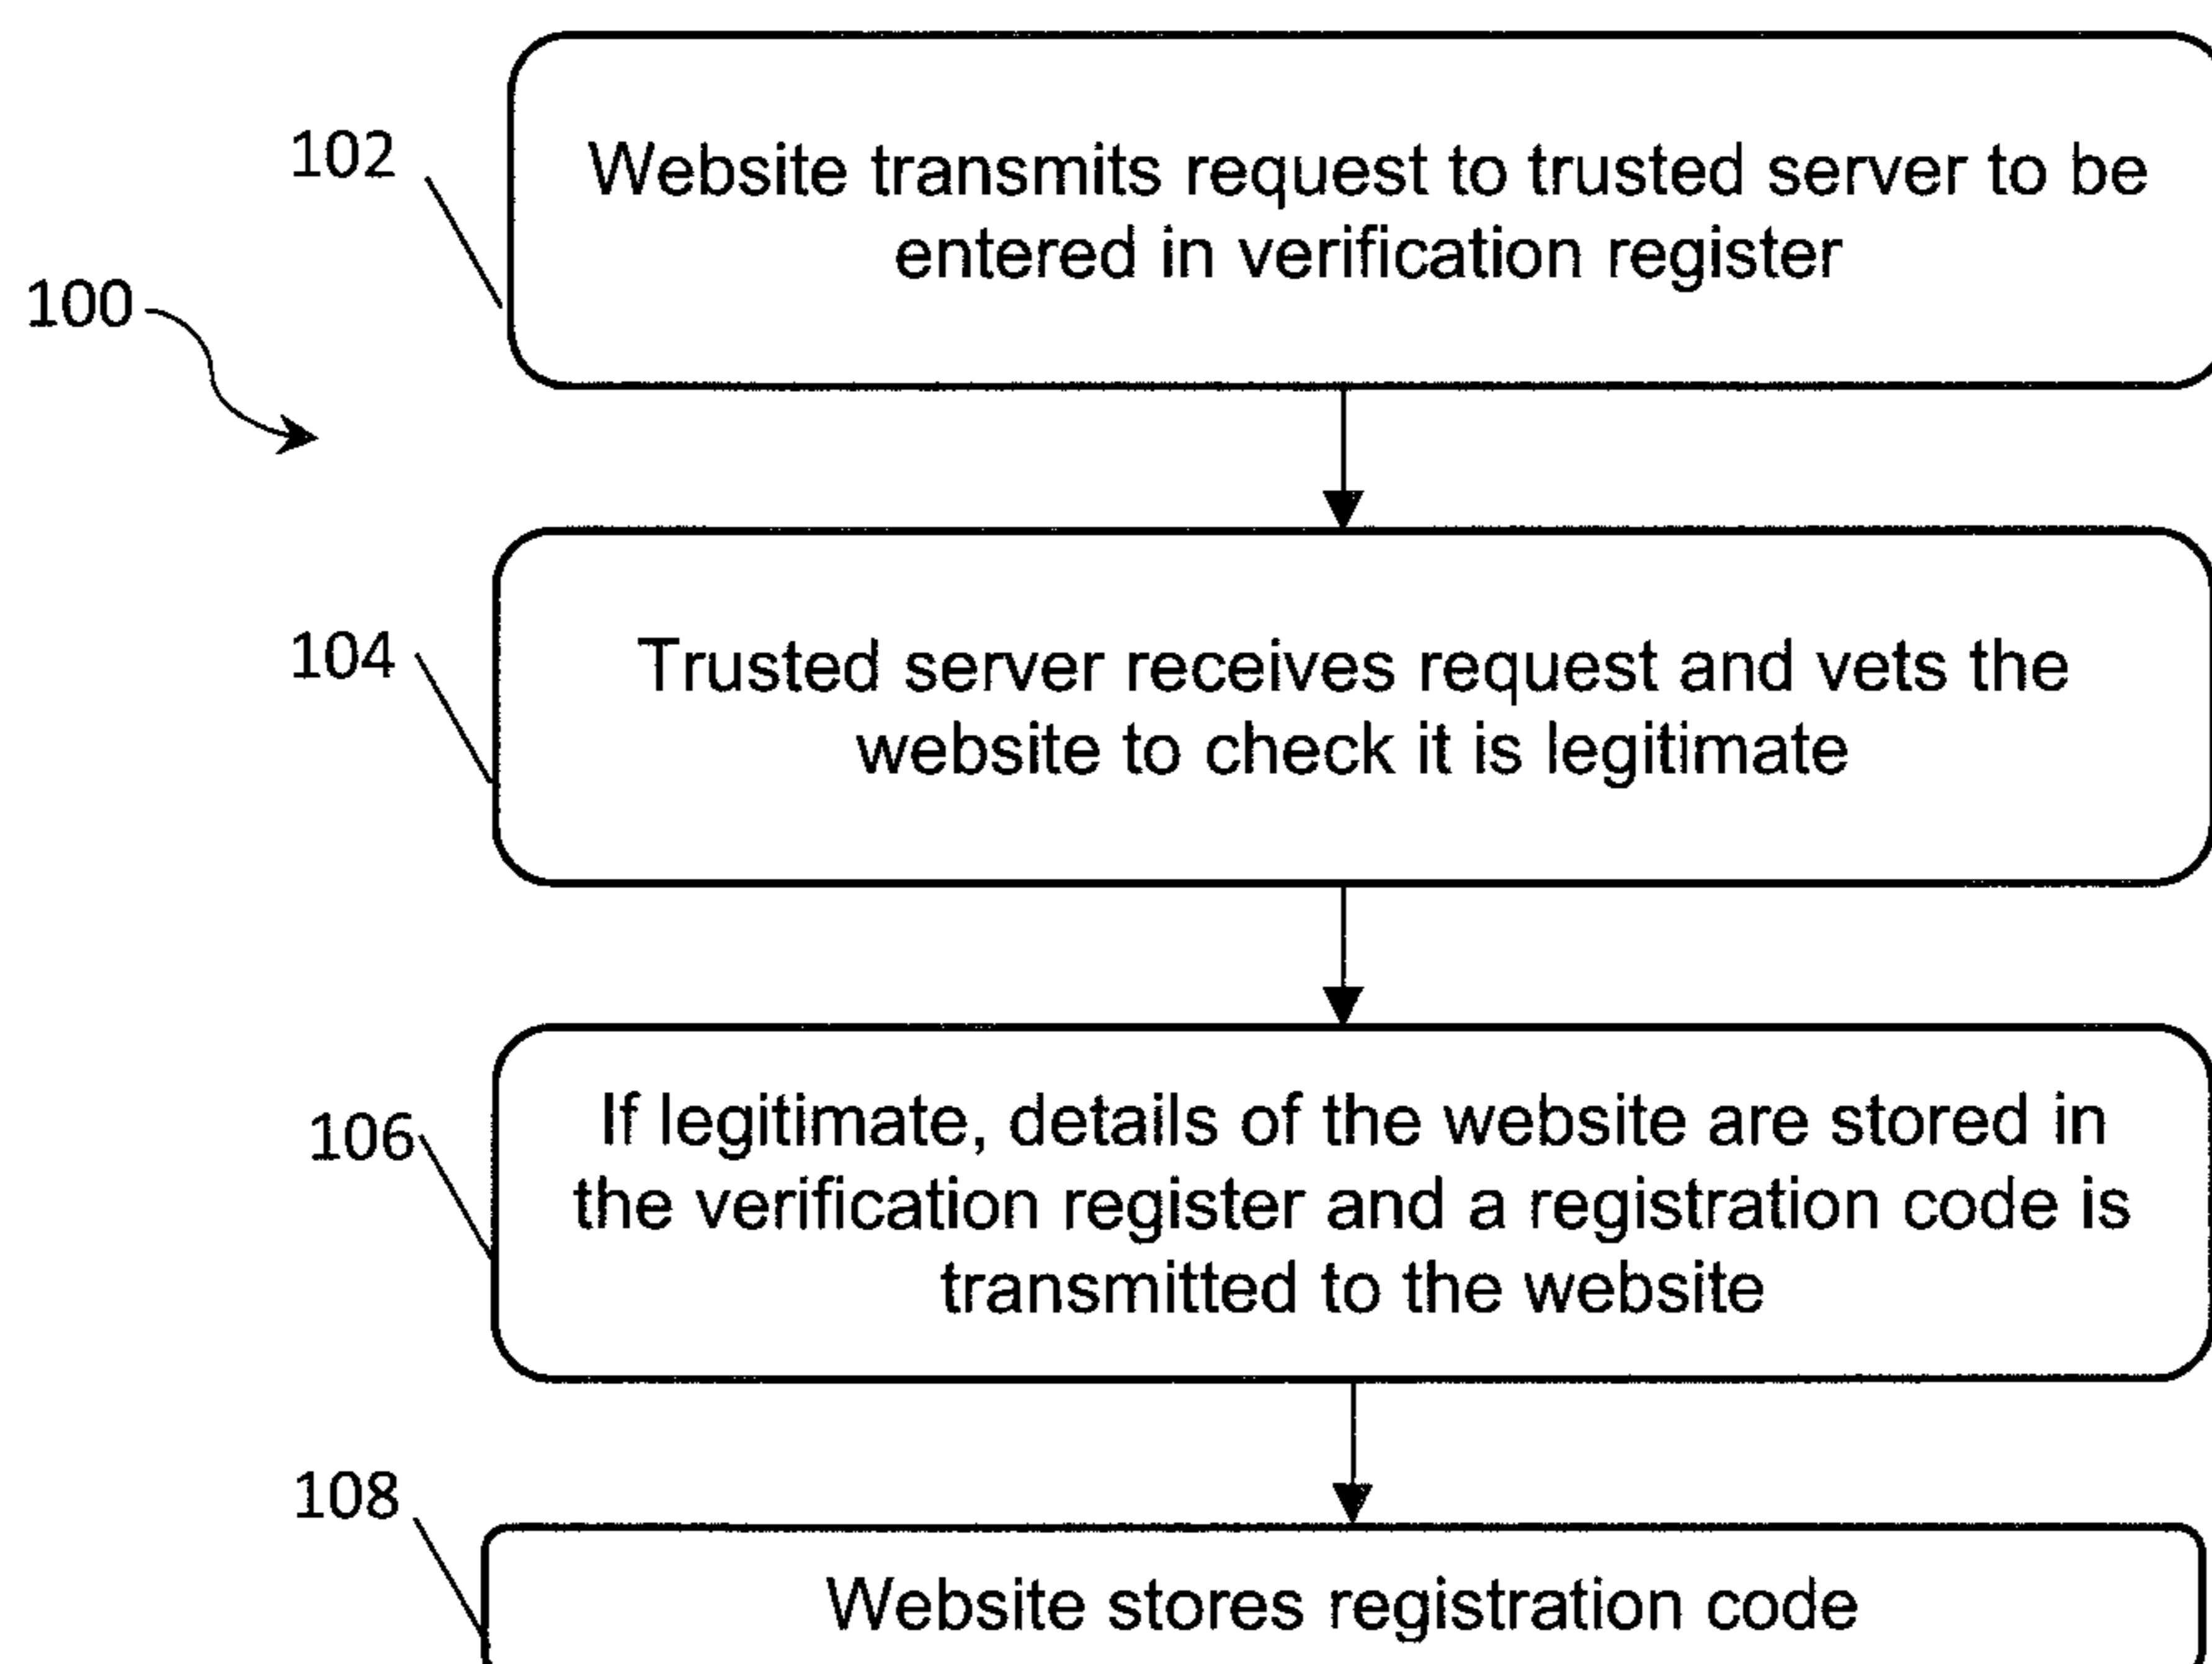 102
Website transmits request to trusted server to be
entered in verification register
100
104
Trusted server receives request and vets the
website to check it is legitimate
106
If legitimate, details of the website are stored in
the verification register and a registration code is
transmitted to the website
108
Website stores registration code